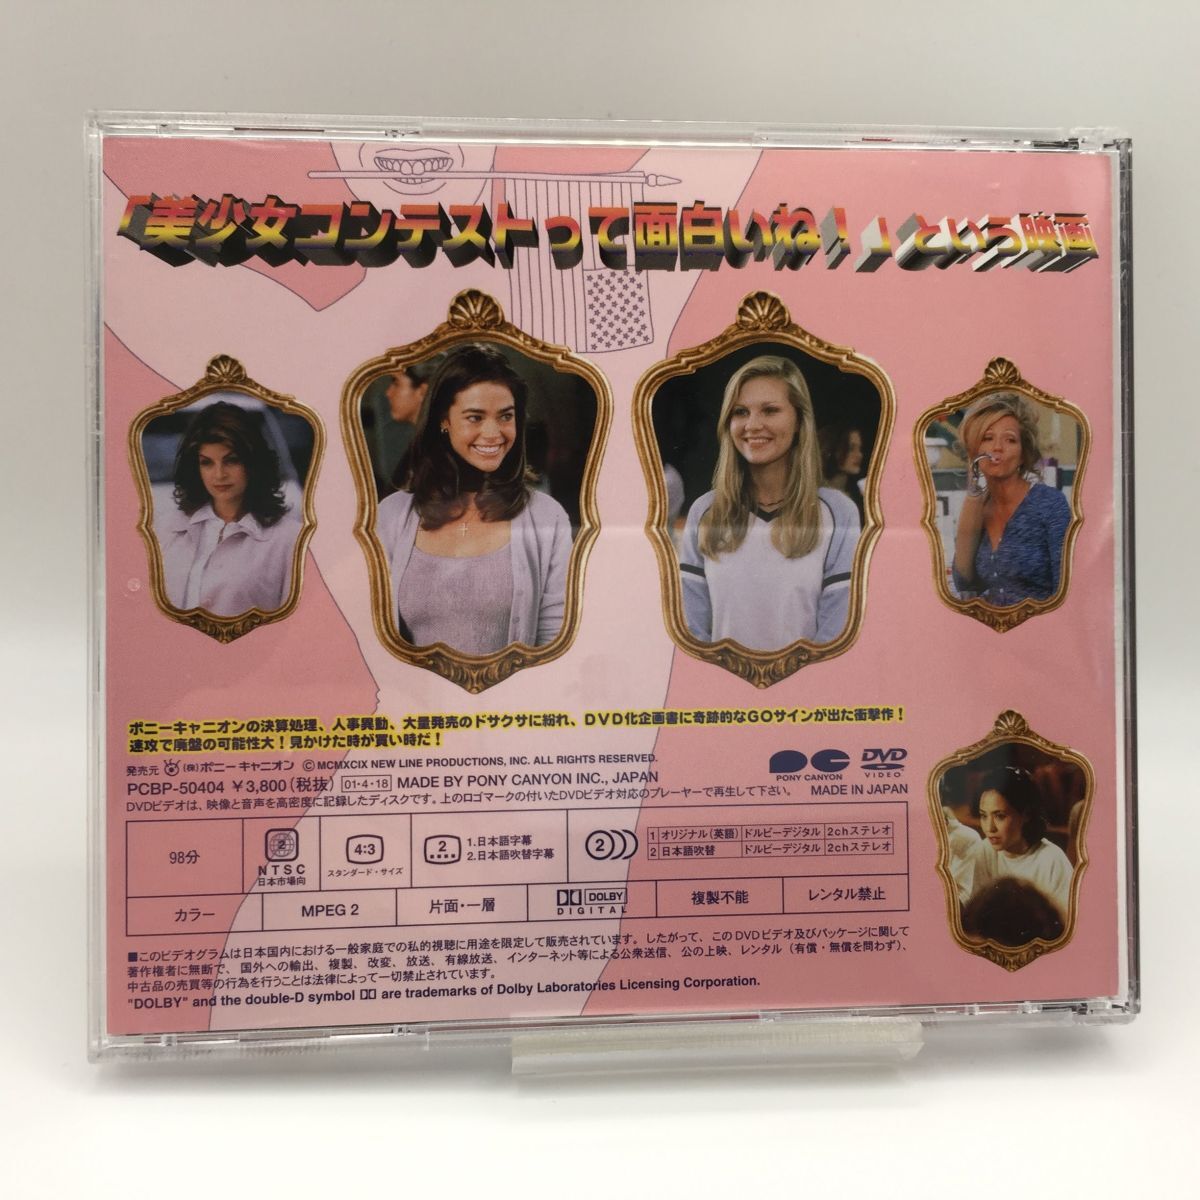 「美少女コンテストって面白いね！」という映画
ポニーキャニオンの決算処理、人事異動、大量発売のドサクサに紛れ、DVD化企画書に奇跡的なGOサインが出た衝撃作！
速攻で廃盤の可能性大！見かけた時が買い時だ！
発売元 (株)ポニーキャニオン ©MCMXCIX NEW LINE PRODUCTIONS, INC. ALL RIGHTS RESERVED.
PCBP-50404 ¥3,800(税抜) 01・4・18 MADE BY PONY CANYON INC., JAPAN
PONY CANYON
DVD VIDEO
MADE IN JAPAN
DVDビデオは、映像と音声を高密度に記録したディスクです。上のロゴマークの付いたDVDビデオ対応のプレーヤーで再生して下さい。
98分
2
NTSC
日本市場向
4:3
スタンダード・サイズ
2
1.日本語字幕
2.日本語吹替字幕
2
1 オリジナル(英語) ドルビーデジタル 2chステレオ
2 日本語吹替 ドルビーデジタル 2chステレオ
カラー
MPEG 2
片面・一層
DOLBY
DIGITAL
複製不能
レンタル禁止
■このビデオグラムは日本国内における一般家庭での私的視聴に用途を限定して販売されています。したがって、このDVDビデオ及びパッケージに関して
著作権者に無断で、国外への輸出、複製、改変、放送、有線放送、インターネット等による公衆送信、公の上映、レンタル(有償・無償を問わず)、
中古品の売買等の行為を行うことは法律によって一切禁止されています。
"DOLBY" and the double-D symbol are trademarks of Dolby Laboratories Licensing Corporation.